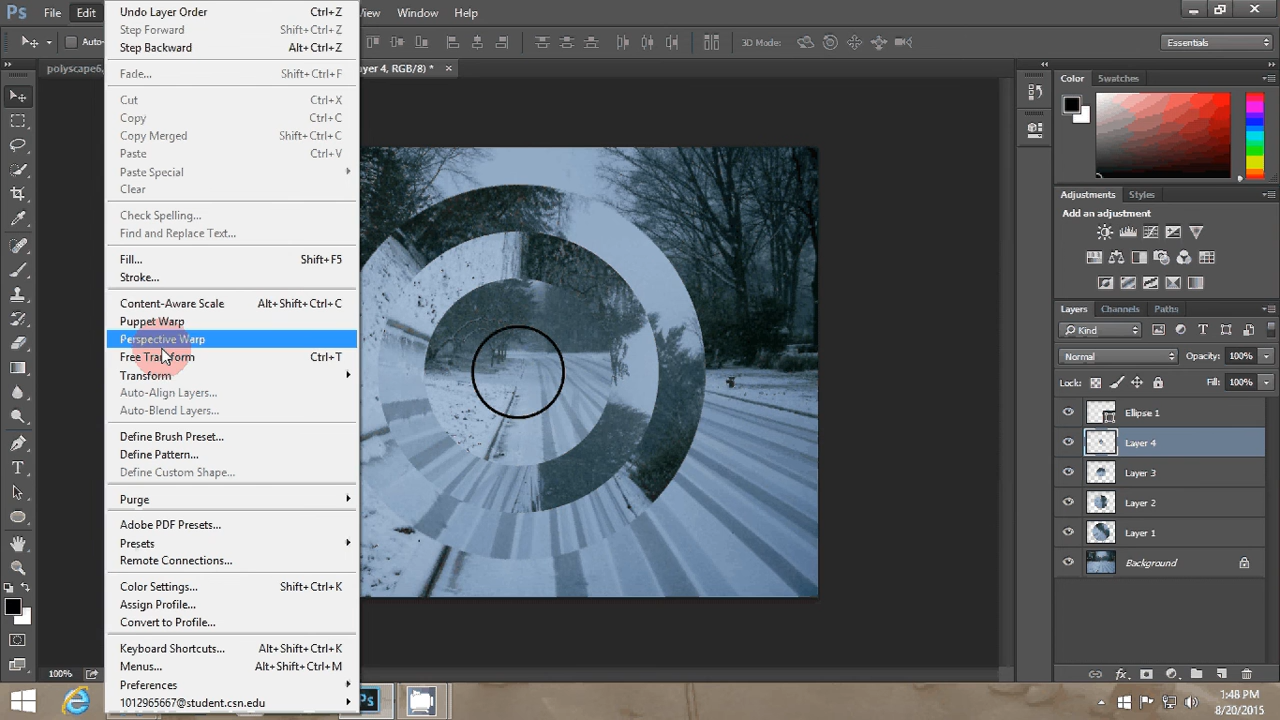 Ps File Edit View Window Help
Undo Layer Order Ctrl+Z
Step Forward Shift+Ctrl+Z
Step Backward Alt+Ctrl+Z
Fade... Shift+Ctrl+F
Cut Ctrl+X
Copy Ctrl+C
Copy Merged Shift+Ctrl+C
Paste Ctrl+V
Paste Special
Clear
Check Spelling...
Find and Replace Text...
Fill... Shift+F5
Stroke...
Content-Aware Scale Alt+Shift+Ctrl+C
Puppet Warp
Perspective Warp
Free Transform Ctrl+T
Transform
Auto-Align Layers...
Auto-Blend Layers...
Define Brush Preset...
Define Pattern...
Define Custom Shape...
Purge
Adobe PDF Presets...
Presets
Remote Connections...
Color Settings... Shift+Ctrl+K
Assign Profile...
Convert to Profile...
Keyboard Shortcuts... Alt+Shift+Ctrl+K
Menus... Alt+Shift+Ctrl+M
Preferences
1012965667@student.csn.edu
Auto-
3D Mode:
Essentials
polyscape6,
ayer 4, RGB/8) * ×
Color Swatches
Adjustments Styles
Add an adjustment
Layers Channels Paths
Kind
Normal Opacity: 100%
Lock: Fill: 100%
Ellipse 1
Layer 4
Layer 3
Layer 2
Layer 1
Background
100%
Ps
1:48 PM
8/20/2015